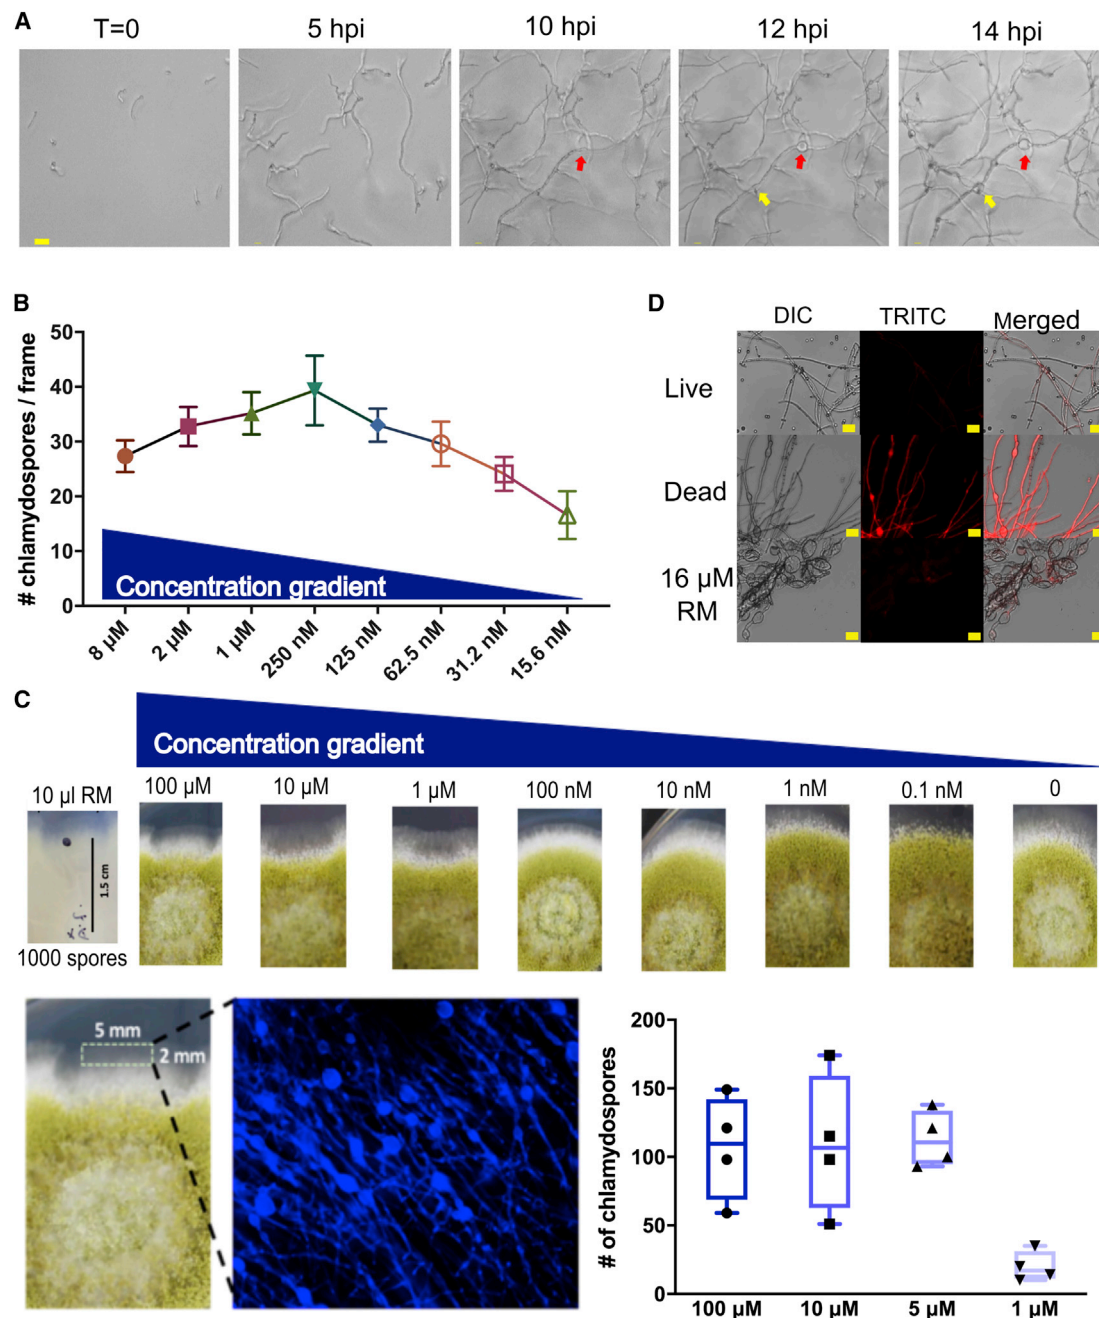 A
T=0 5 hpi 10 hpi 12 hpi 14 hpi
B
# chlamydospores / frame
50
40
30
20
10
0
Concentration gradient
8 µM 2 µM 1 µM 250 nM 125 nM 62.5 nM 31.2 nM 15.6 nM
D
DIC TRITC Merged
Live
Dead
16 µM
RM
C
Concentration gradient
10 µl RM 100 µM 10 µM 1 µM 100 nM 10 nM 1 nM 0.1 nM 0
1.5 cm
1000 spores
5 mm
2 mm
# of chlamydospores
200
150
100
50
0
100 µM 10 µM 5 µM 1 µM